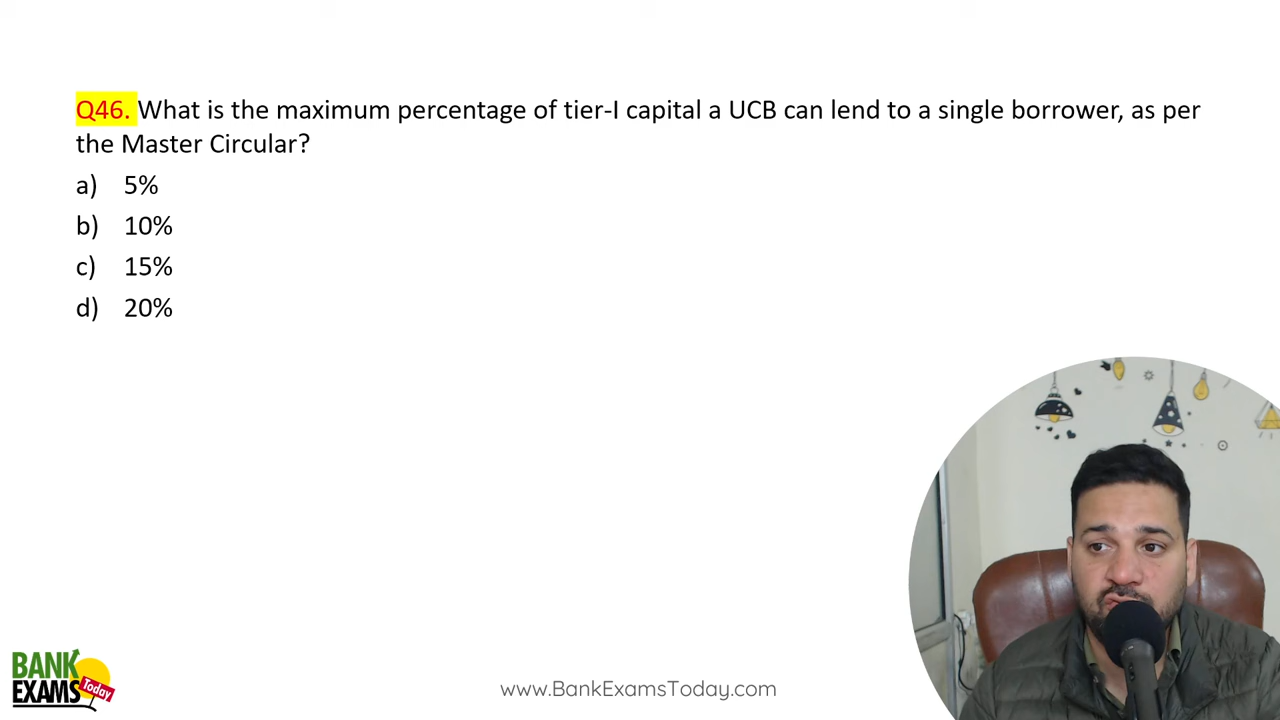 Q46. What is the maximum percentage of tier-I capital a UCB can lend to a single borrower, as per
the Master Circular?
a) 5%
b) 10%
c) 15%
d) 20%
BANK
EXAMS
Today
www.BankExamsToday.com